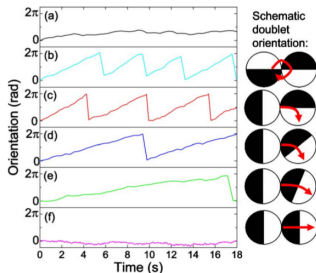 Schematic
doublet
orientation:
Orientation (rad)
2π
0
(a)
2π
0
(b)
2π
0
(c)
2π
0
(d)
2π
0
(e)
2π
0
(f)
0 2 4 6 8 10 12 14 16 18
Time (s)